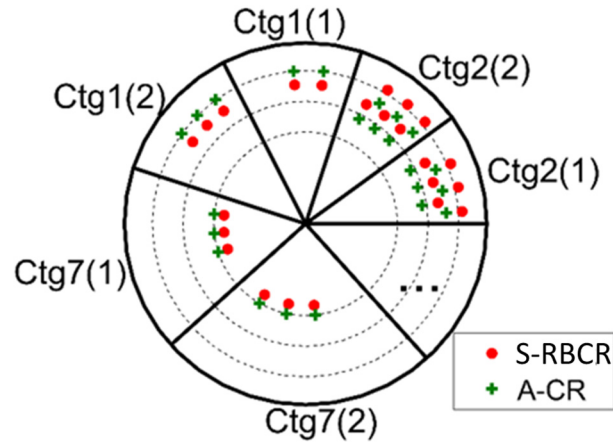 Ctg1(1)
Ctg2(2)
Ctg1(2)
Ctg2(1)
Ctg7(1)
...
Ctg7(2)
S-RBCR
A-CR